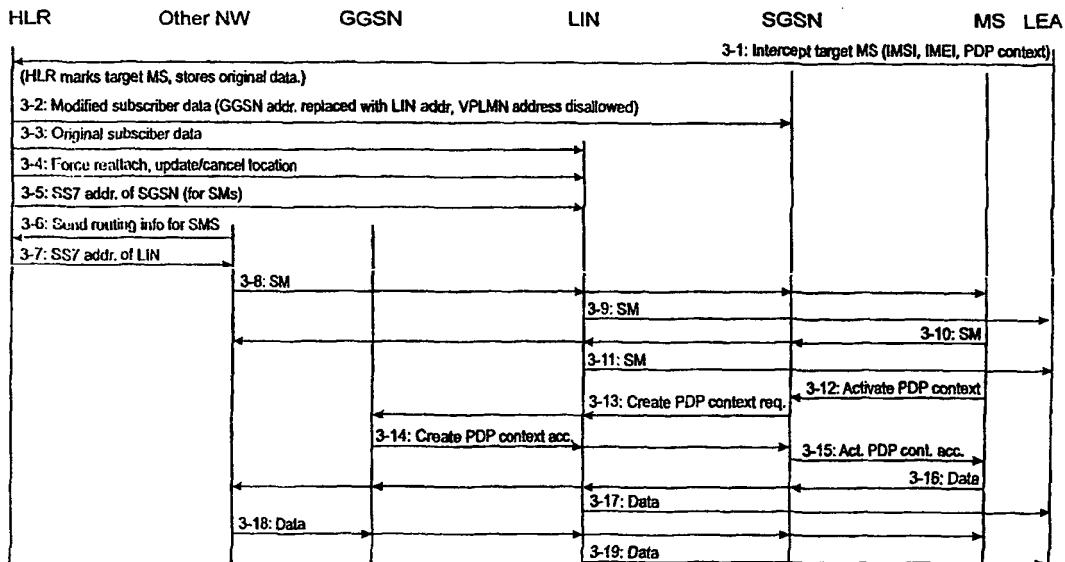 HLR Other NW GGSN LIN SGSN MS LEA
3-1: Intercept target MS (IMSI, IMEI, PDP context)
(HLR marks target MS, stores original data.)
3-2: Modified subscriber data (GGSN addr. replaced with LIN addr, VPLMN address disallowed)
3-3: Original subsciber data
3-4: Force reattach, update/cancel location
3-5: SS7 addr. of SGSN (for SMs)
3-6: Send routing info for SMS
3-7: SS7 addr. of LIN
3-8: SM
3-9: SM
3-10: SM
3-11: SM
3-12: Activate PDP context
3-13: Create PDP context req.
3-14: Create PDP context acc.
3-15: Act. PDP cont. acc.
3-16: Data
3-17: Data
3-18: Data
3-19: Data